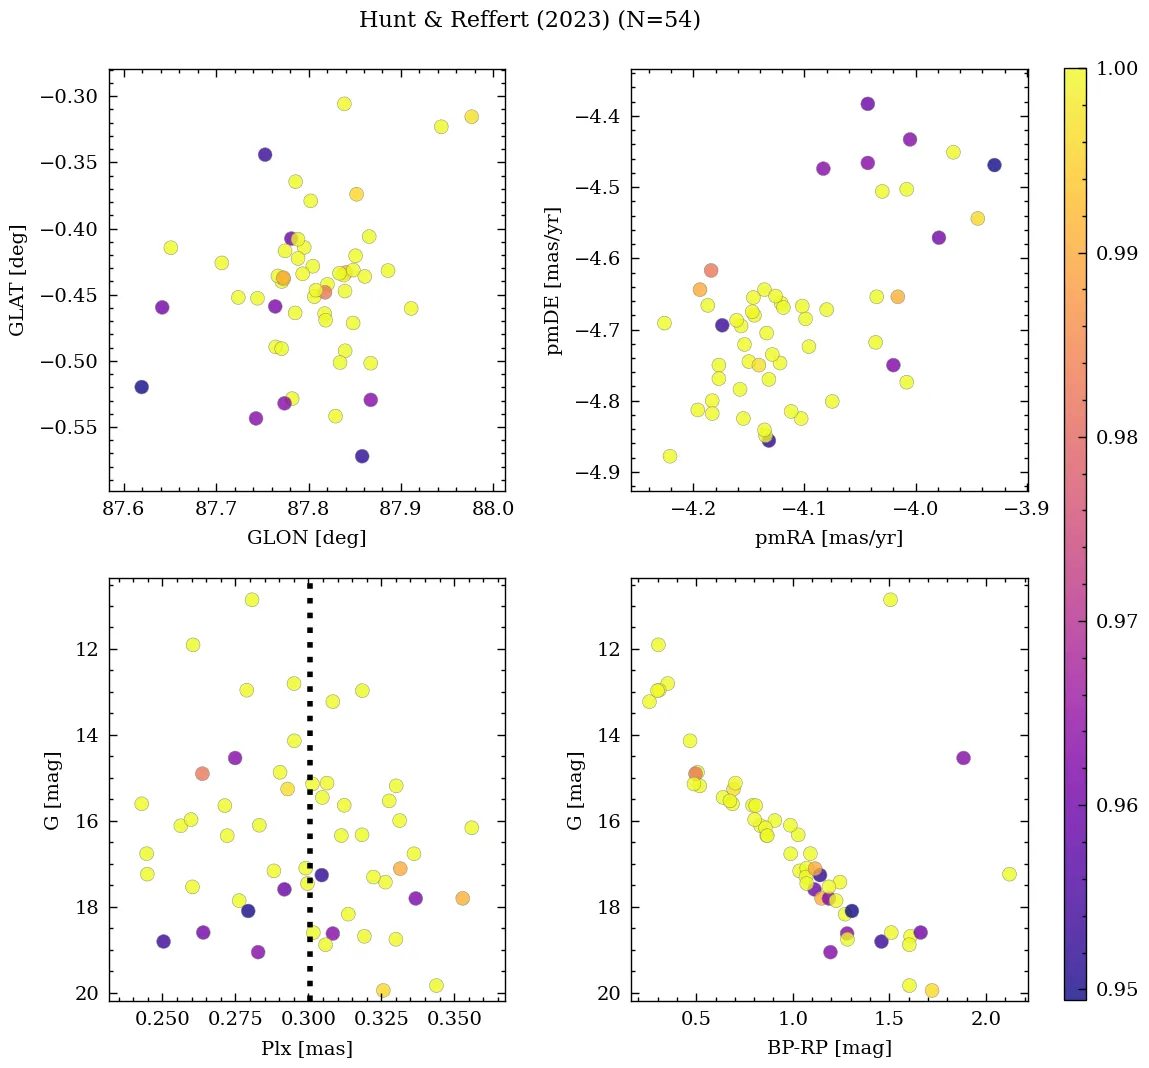 Hunt & Reffert (2023) (N=54)
−0.30
−0.35
−0.40
−0.45
−0.50
−0.55
GLAT [deg]
87.6 87.7 87.8 87.9 88.0
GLON [deg]
−4.4
−4.5
−4.6
−4.7
−4.8
−4.9
pmDE [mas/yr]
−4.2 −4.1 −4.0 −3.9
pmRA [mas/yr]
12
14
16
18
20
G [mag]
0.250 0.275 0.300 0.325 0.350
Plx [mas]
12
14
16
18
20
G [mag]
0.5 1.0 1.5 2.0
BP-RP [mag]
1.00
0.99
0.98
0.97
0.96
0.95